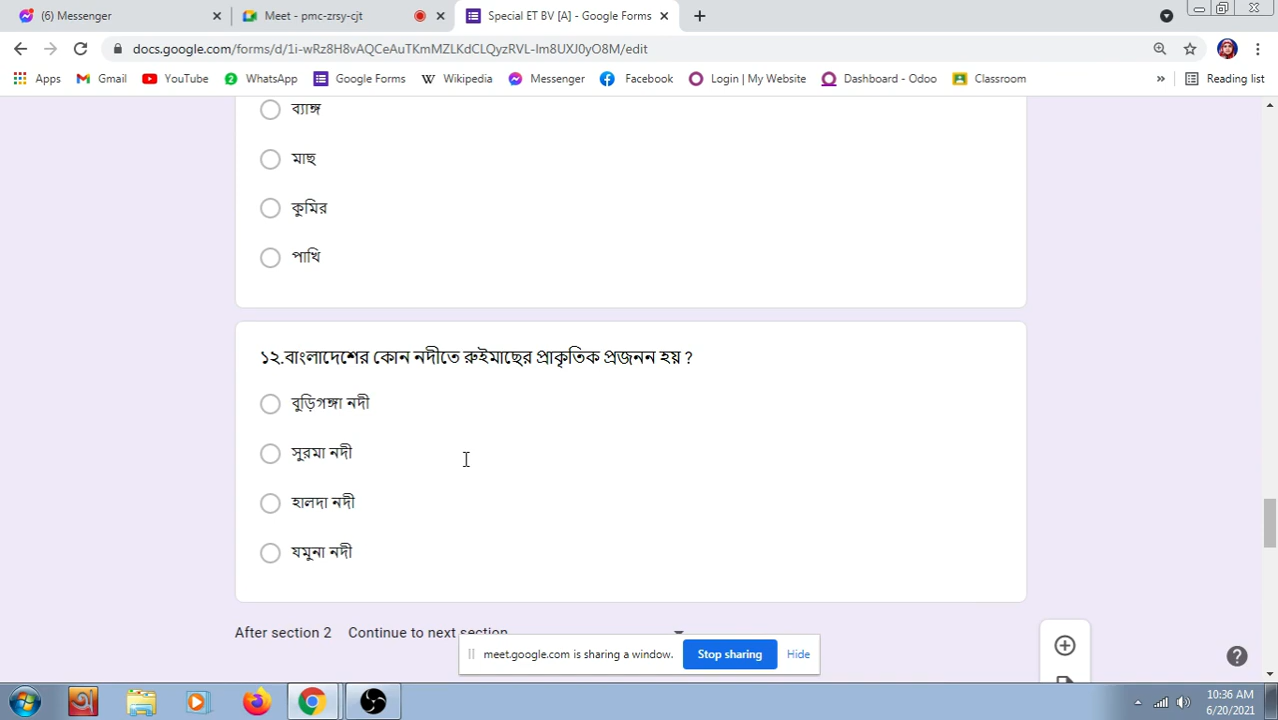 (6) Messenger
Meet - pmc-zrsy-cjt
Special ET BV [A] - Google Forms
docs.google.com/forms/d/1i-wRz8H8vAQCeAuTKmMZLKdCLQyzRVL-lm8UXJ0yO8M/edit
Apps
Gmail
YouTube
2
WhatsApp
Google Forms
W
Wikipedia
Messenger
Facebook
Login | My Website
Dashboard - Odoo
Classroom
»
Reading list
ব্যাঙ্গ
মাছ
কুমির
পাখি
১২.বাংলাদেশের কোন নদীতে রুইমাছের প্রাকৃতিক প্রজনন হয় ?
বুড়িগঙ্গা নদী
সুরমা নদী
হালদা নদী
যমুনা নদী
After section 2 Continue to next section
meet.google.com is sharing a window.
Stop sharing
Hide
অ
10:36 AM
6/20/2021